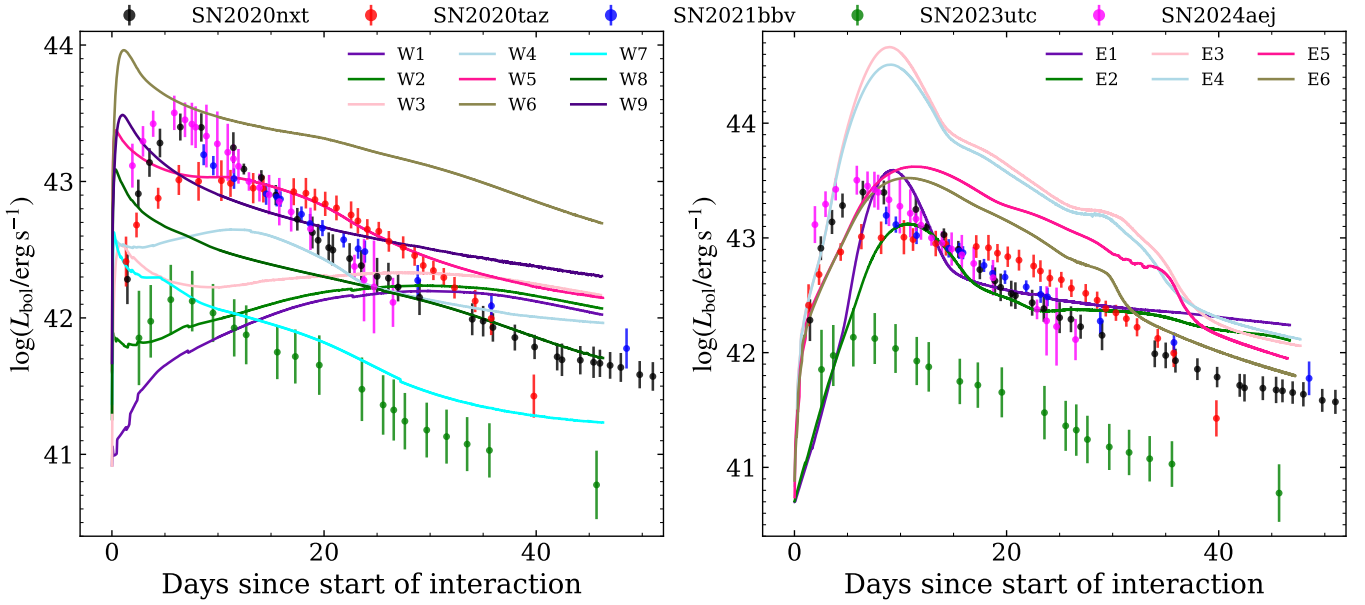 SN2020nxt SN2020taz SN2021bbv SN2023utc SN2024aej
W1 W4 W7
W2 W5 W8
W3 W6 W9
44
43
42
41
0 20 40
log(L_bol/erg s⁻¹)
Days since start of interaction
E1 E3 E5
E2 E4 E6
44
43
42
41
0 20 40
log(L_bol/erg s⁻¹)
Days since start of interaction